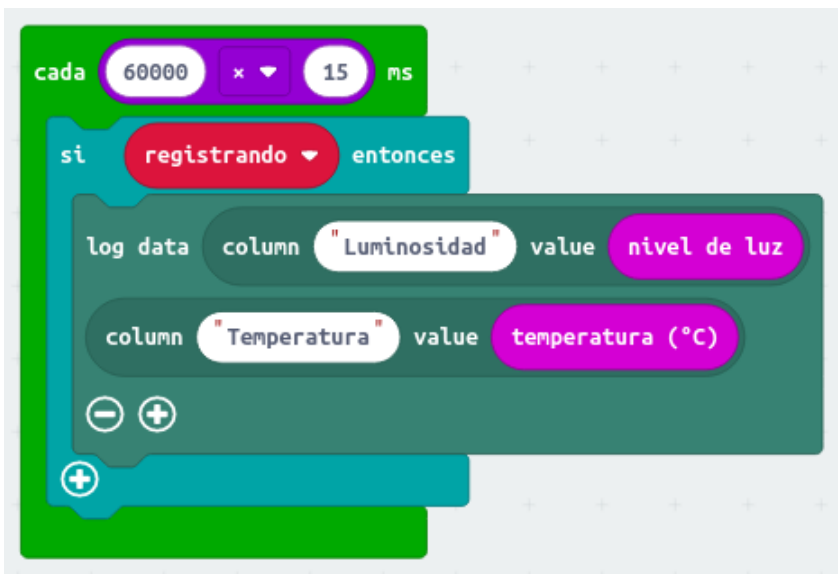 cada 60000 × 15 ms
si registrando entonces
log data column "Luminosidad" value nivel de luz
column "Temperatura" value temperatura (°C)